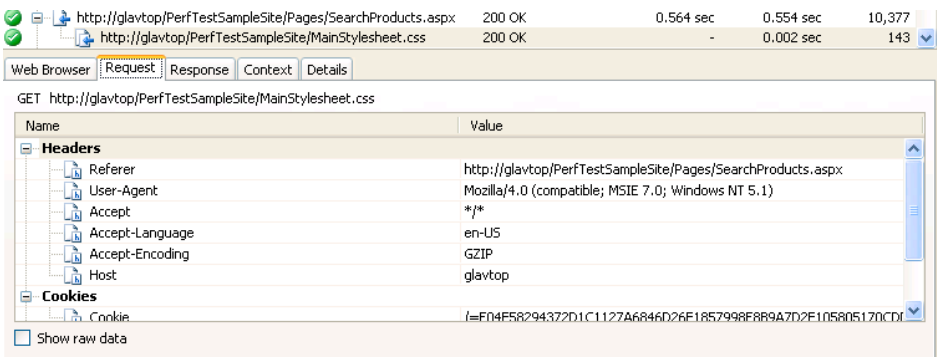 http://glavtop/PerfTestSampleSite/Pages/SearchProducts.aspx 200 OK 0.564 sec 0.554 sec 10,377
http://glavtop/PerfTestSampleSite/MainStylesheet.css 200 OK - 0.002 sec 143
Web Browser Request Response Context Details
GET http://glavtop/PerfTestSampleSite/MainStylesheet.css
Name Value
Headers
Referer http://glavtop/PerfTestSampleSite/Pages/SearchProducts.aspx
User-Agent Mozilla/4.0 (compatible; MSIE 7.0; Windows NT 5.1)
Accept */*
Accept-Language en-US
Accept-Encoding GZIP
Host glavtop
Cookies
Cookie
Show raw data